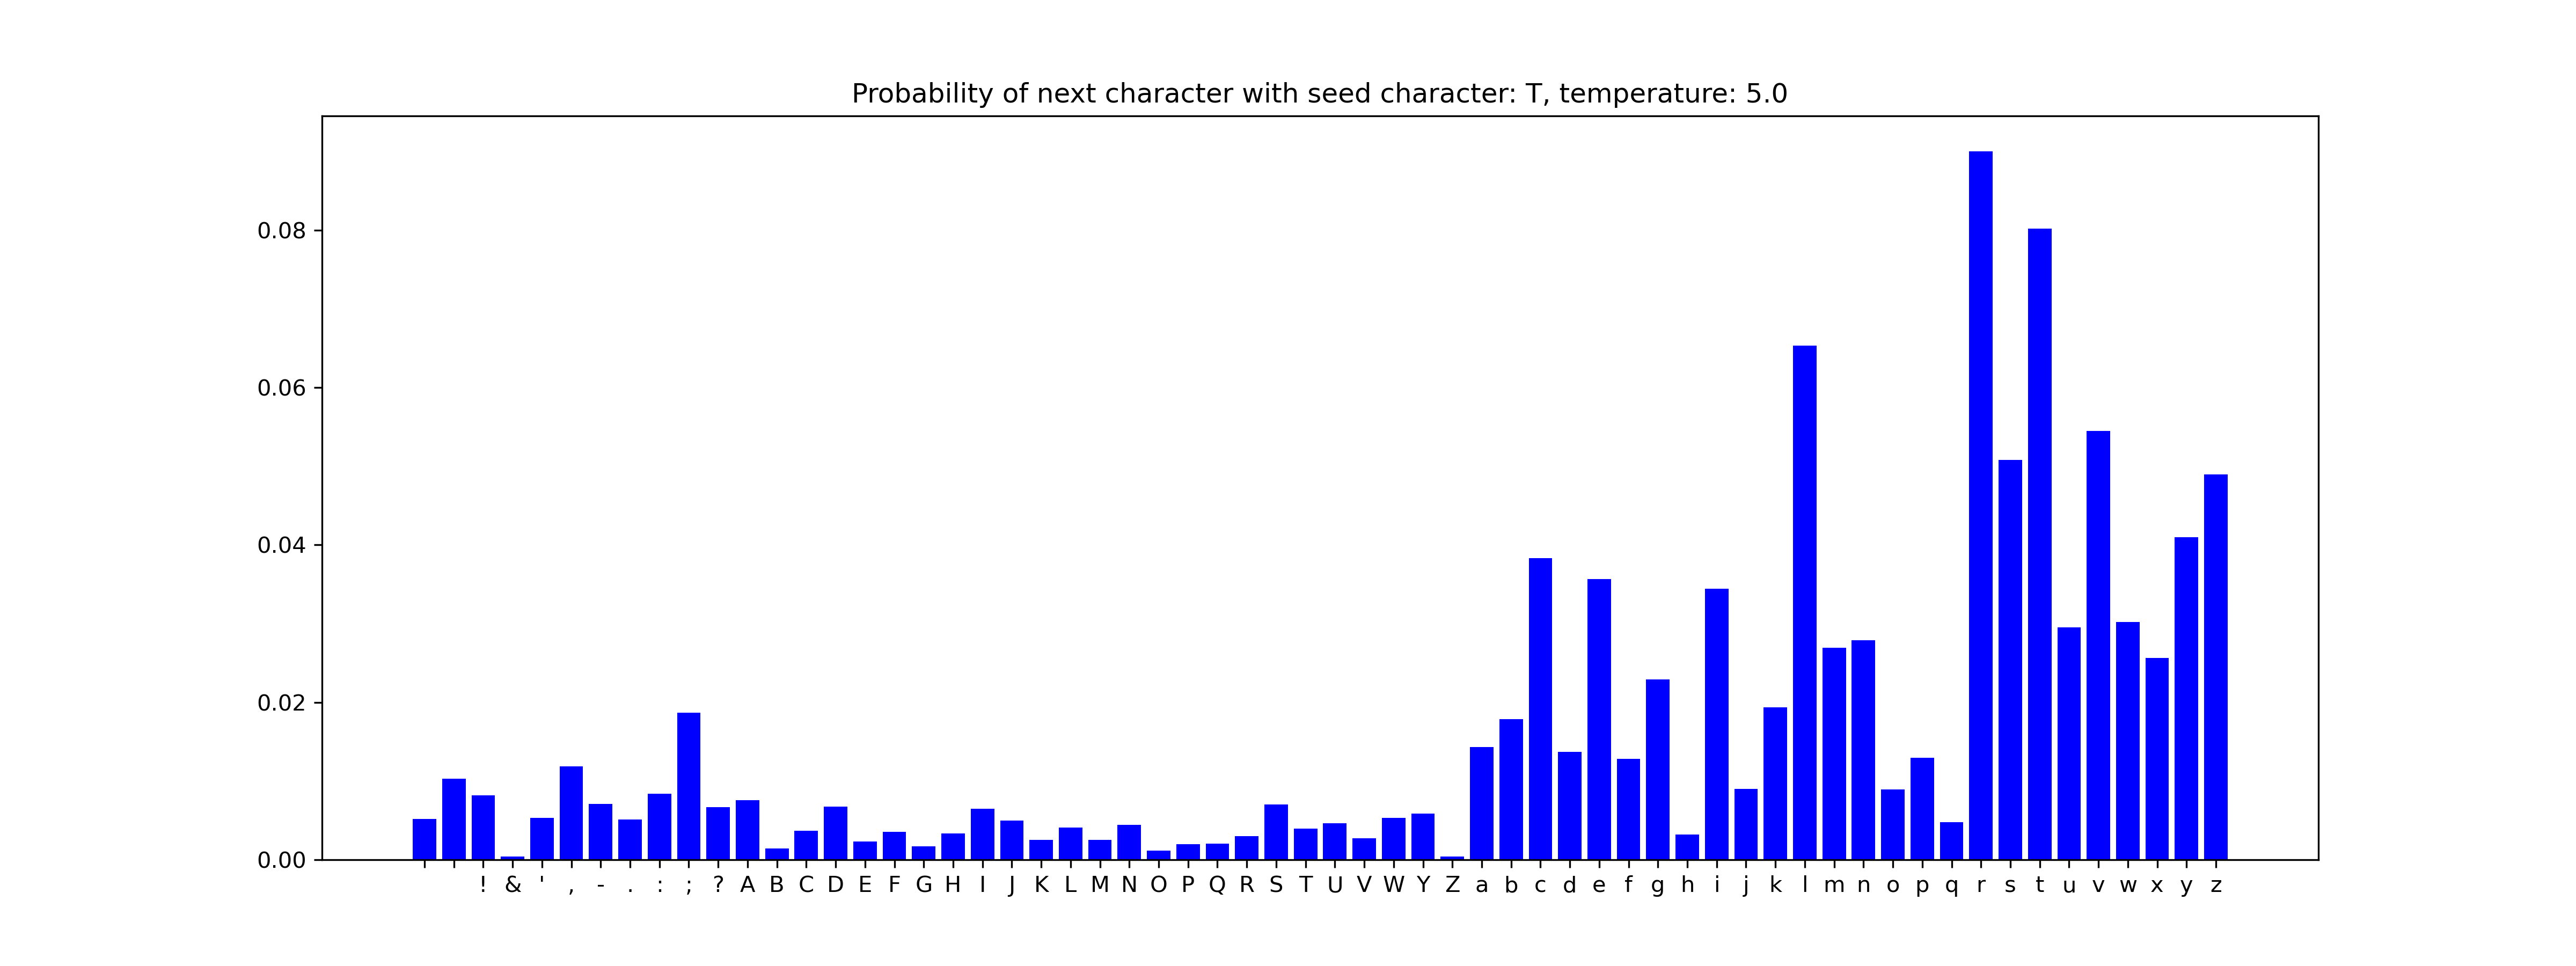 Probability of next character with seed character: T, temperature: 5.0
0.08
0.06
0.04
0.02
0.00
! & ' , - . : ; ? A B C D E F G H I J K L M N O P Q R S T U V W Y Z a b c d e f g h i j k l m n o p q r s t u v w x y z